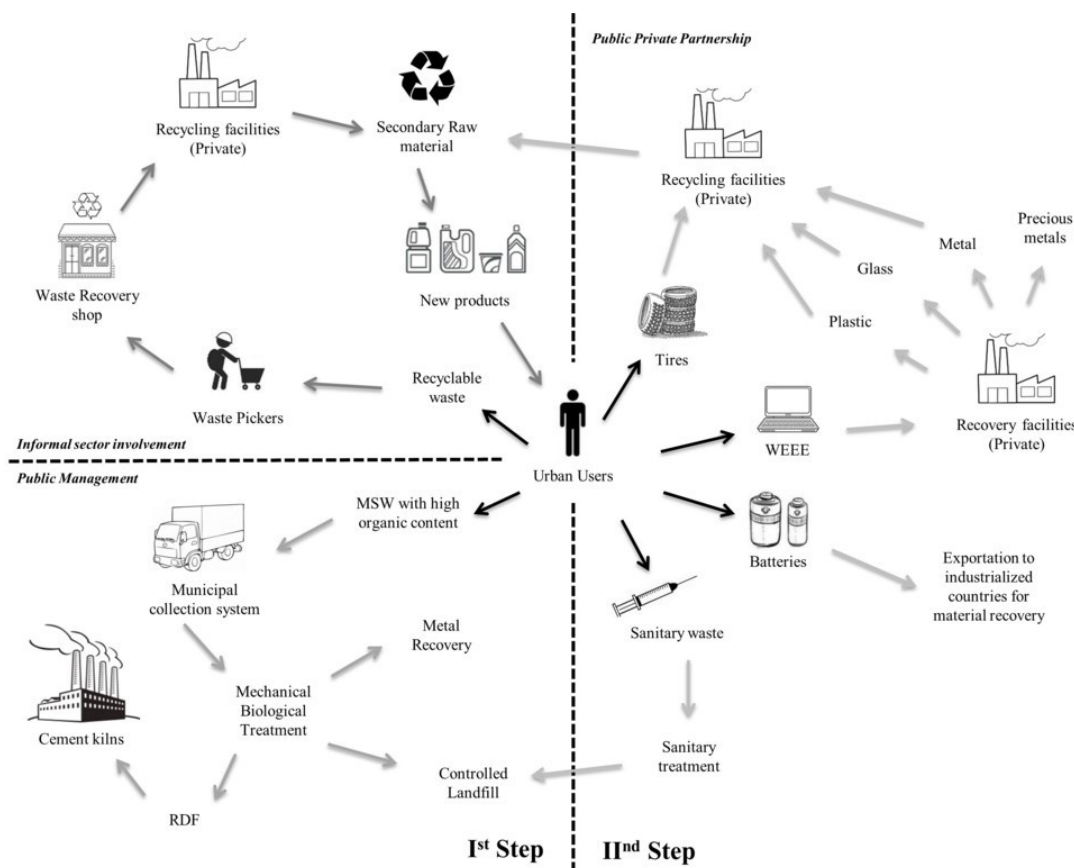 Public Private Partnership
Recycling facilities
(Private)
Secondary Raw
material
Recycling facilities
(Private)
Precious
metals
Metal
Glass
Waste Recovery
shop
New products
Plastic
Tires
Recyclable
waste
Waste Pickers
WEEE
Recovery facilities
(Private)
Informal sector involvement
Public Management
Urban Users
MSW with high
organic content
Municipal
collection system
Batteries
Exportation to
industrialized
countries for
material recovery
Metal
Recovery
Sanitary waste
Mechanical
Biological
Treatment
Cement kilns
Sanitary
treatment
Controlled
Landfill
RDF
Ist Step
IInd Step